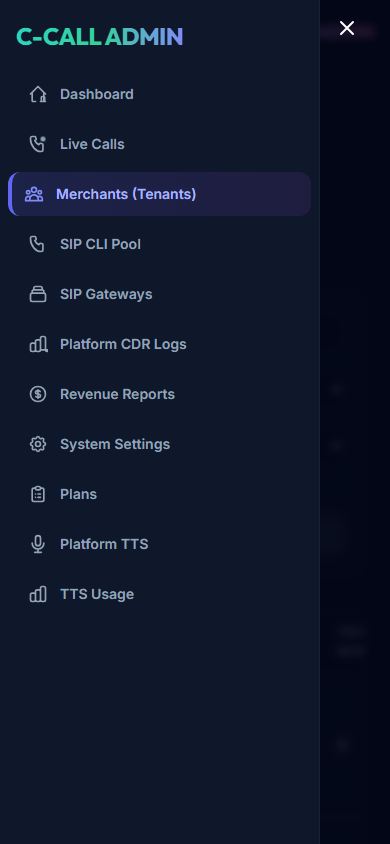 C-CALL ADMIN
Dashboard
Live Calls
Merchants (Tenants)
SIP CLI Pool
SIP Gateways
Platform CDR Logs
Revenue Reports
System Settings
Plans
Platform TTS
TTS Usage